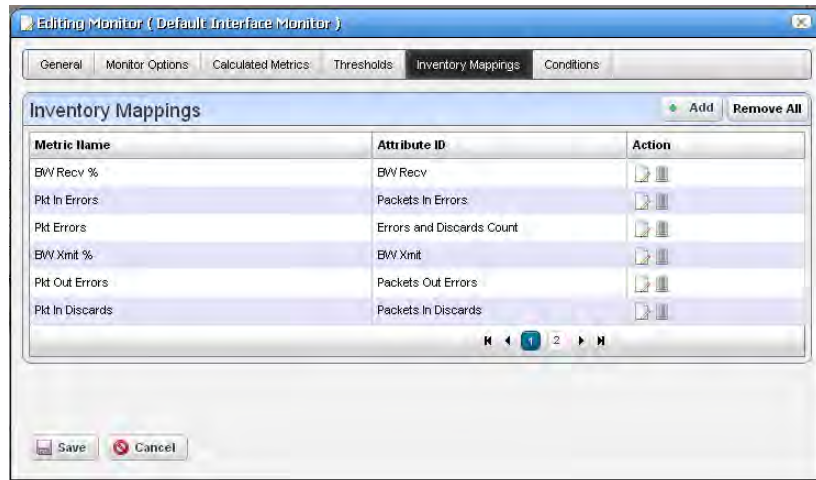 Editing Monitor ( Default Interface Monitor )
General Monitor Options Calculated Metrics Thresholds Inventory Mappings Conditions
Inventory Mappings Add Remove All
Metric Name Attribute ID Action
BW Recv % BW Recv
Pkt In Errors Packets In Errors
Pkt Errors Errors and Discards Count
BW Xmit % BW Xmit
Pkt Out Errors Packets Out Errors
Pkt In Discards Packets In Discards
1 2
Save Cancel